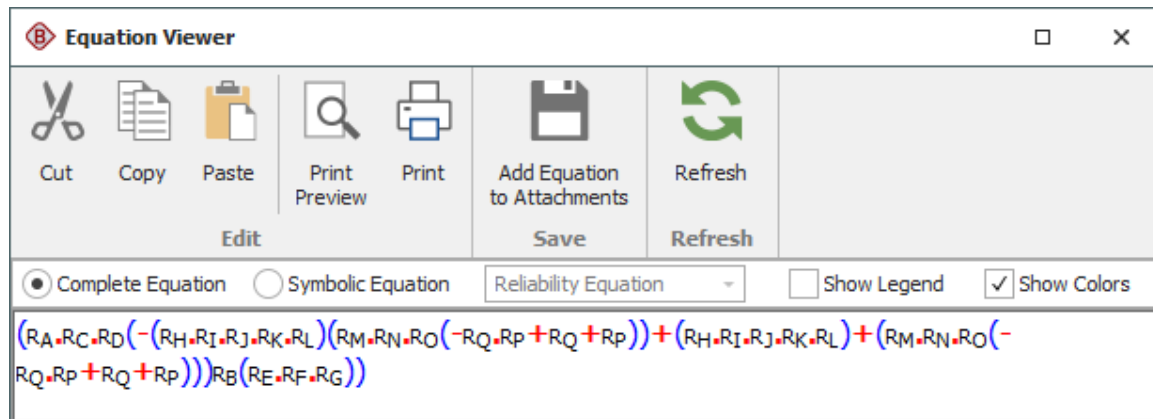 B Equation Viewer
Cut Copy Paste Print Preview Print Add Equation to Attachments Refresh
Edit Save Refresh
Complete Equation Symbolic Equation Reliability Equation Show Legend Show Colors
(RA.RC.RD(-(RH.RI.RJ.RK.RL)(RM.RN.RO(-RQ.RP+RQ+RP))+(RH.RI.RJ.RK.RL)+(RM.RN.RO(-
RQ.RP+RQ+RP)))RB(RE.RF.RG))